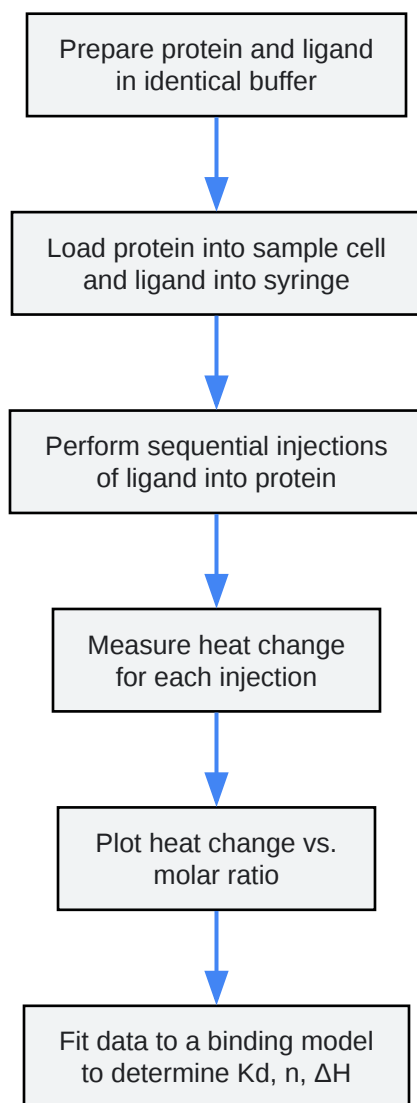 Prepare protein and ligand
in identical buffer
Load protein into sample cell
and ligand into syringe
Perform sequential injections
of ligand into protein
Measure heat change
for each injection
Plot heat change vs.
molar ratio
Fit data to a binding model
to determine Kd, n, ΔH